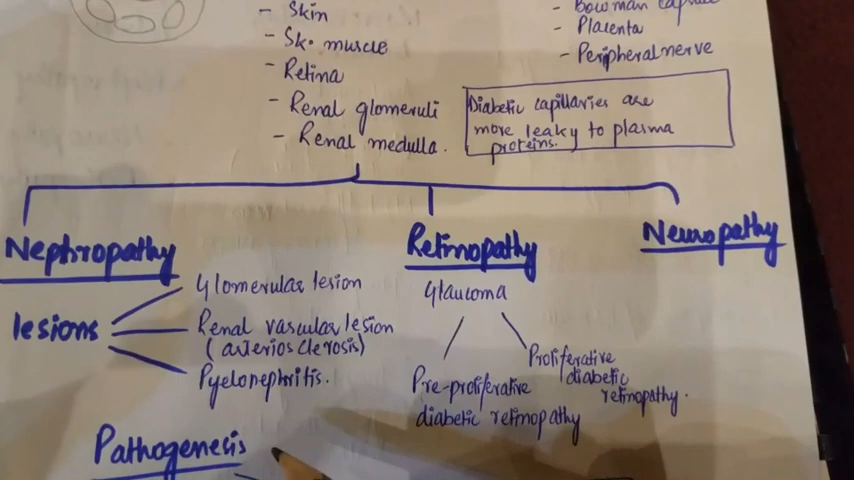 - Skin
- Sk. muscle
- Retina
- Renal glomeruli
- Renal medulla.
- Bowman capsule
- Placenta
- Peripheral nerve
Diabetic capillaries are
more leaky to plasma
proteins.
Nephropathy
lesions
Glomerular lesion
Renal vascular lesion
(arteriosclerosis)
Pyelonephritis.
Retinopathy
Glaucoma
Pre-proliferative
diabetic retinopathy
Proliferative
diabetic
retinopathy.
Neuropathy
Pathogenesis